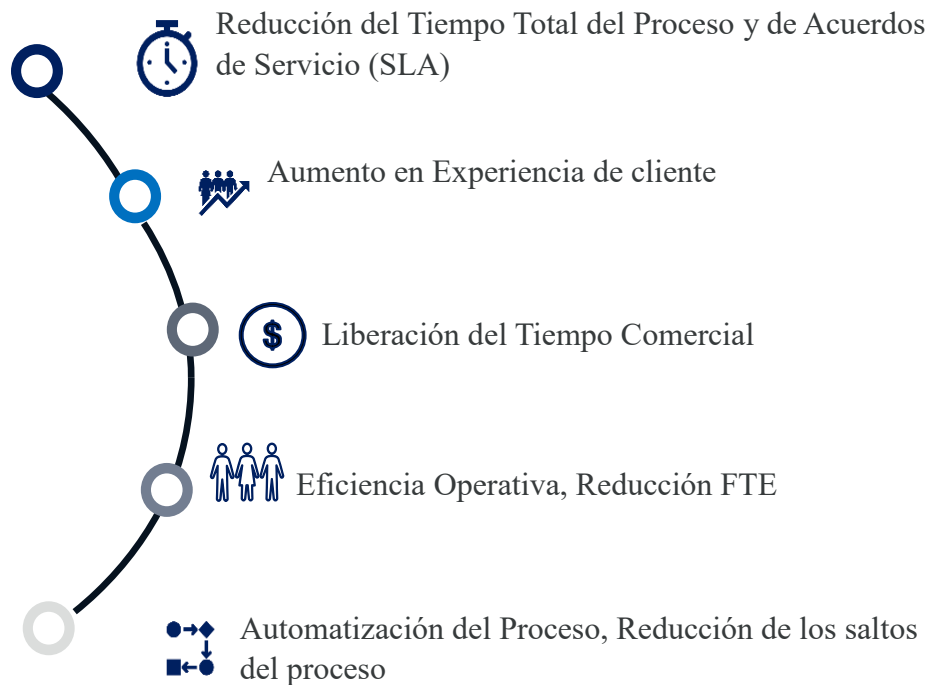 Reducción del Tiempo Total del Proceso y de Acuerdos
de Servicio (SLA)
Aumento en Experiencia de cliente
$
Liberación del Tiempo Comercial
Eficiencia Operativa, Reducción FTE
Automatización del Proceso, Reducción de los saltos
del proceso